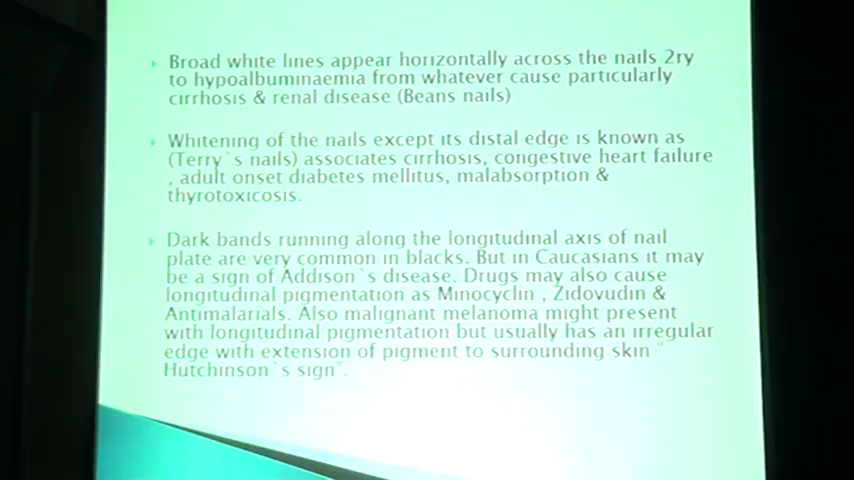 Broad white lines appear horizontally across the nails 2ry
to hypoalbuminaemia from whatever cause particularly
cirrhosis & renal disease (Beans nails)
Whitening of the nails except its distal edge is known as
(Terry`s nails) associates cirrhosis, congestive heart failure
, adult onset diabetes mellitus, malabsorption &
thyrotoxicosis.
Dark bands running along the longitudinal axis of nail
plate are very common in blacks. But in Caucasians it may
be a sign of Addison`s disease. Drugs may also cause
longitudinal pigmentation as Minocyclin , Zidovudin &
Antimalarials. Also malignant melanoma might present
with longitudinal pigmentation but usually has an irregular
edge with extension of pigment to surrounding skin "
Hutchinson`s sign".